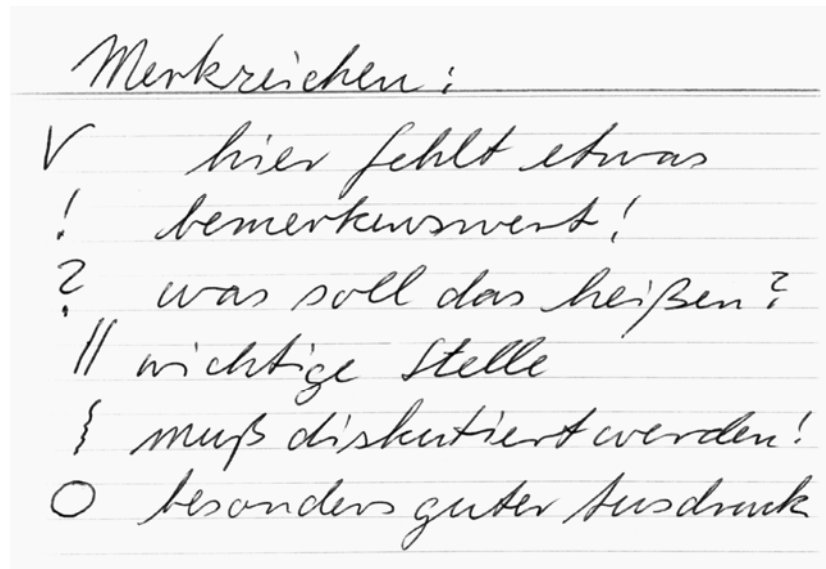 Merkzeichen:
V hier fehlt etwas
! bemerkenswert!
? was soll das heißen?
|| wichtige Stelle
} muß diskutiert werden!
O besonders guter Ausdruck